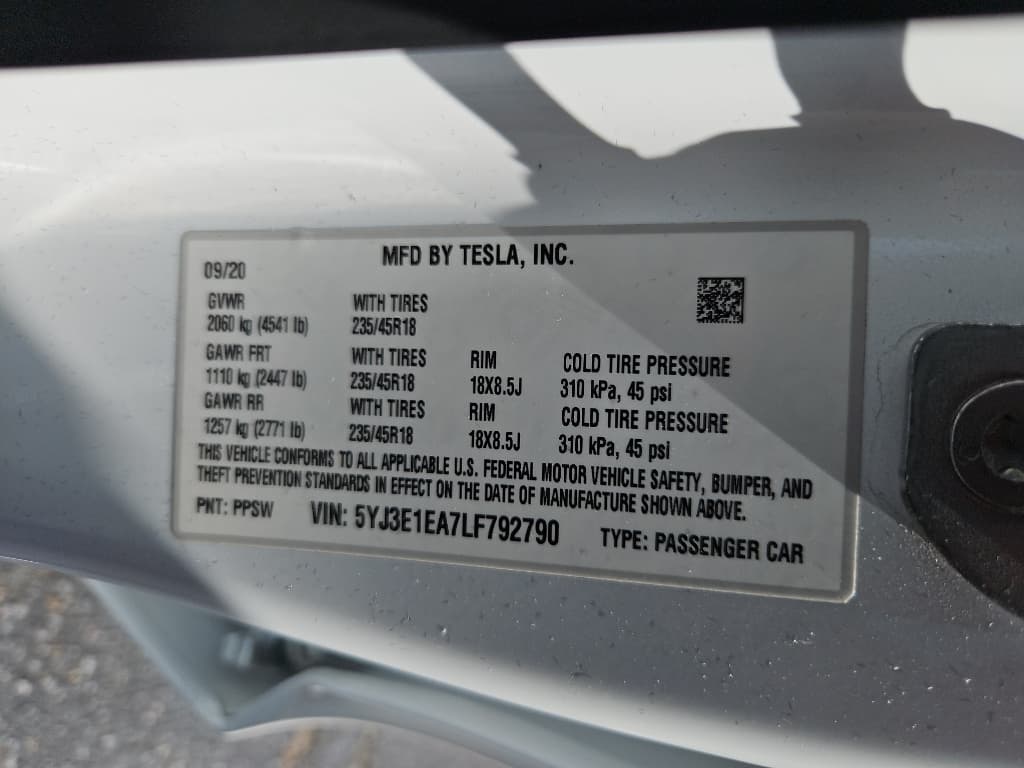 MFD BY TESLA, INC.
09/20
GVWR WITH TIRES
2060 kg (4541 lb) 235/45R18
GAWR FRT WITH TIRES RIM COLD TIRE PRESSURE
1110 kg (2447 lb) 235/45R18 18X8.5J 310 kPa, 45 psi
GAWR RR WITH TIRES RIM COLD TIRE PRESSURE
1257 kg (2771 lb) 235/45R18 18X8.5J 310 kPa, 45 psi
THIS VEHICLE CONFORMS TO ALL APPLICABLE U.S. FEDERAL MOTOR VEHICLE SAFETY, BUMPER, AND
THEFT PREVENTION STANDARDS IN EFFECT ON THE DATE OF MANUFACTURE SHOWN ABOVE.
PNT: PPSW VIN: 5YJ3E1EA7LF792790 TYPE: PASSENGER CAR